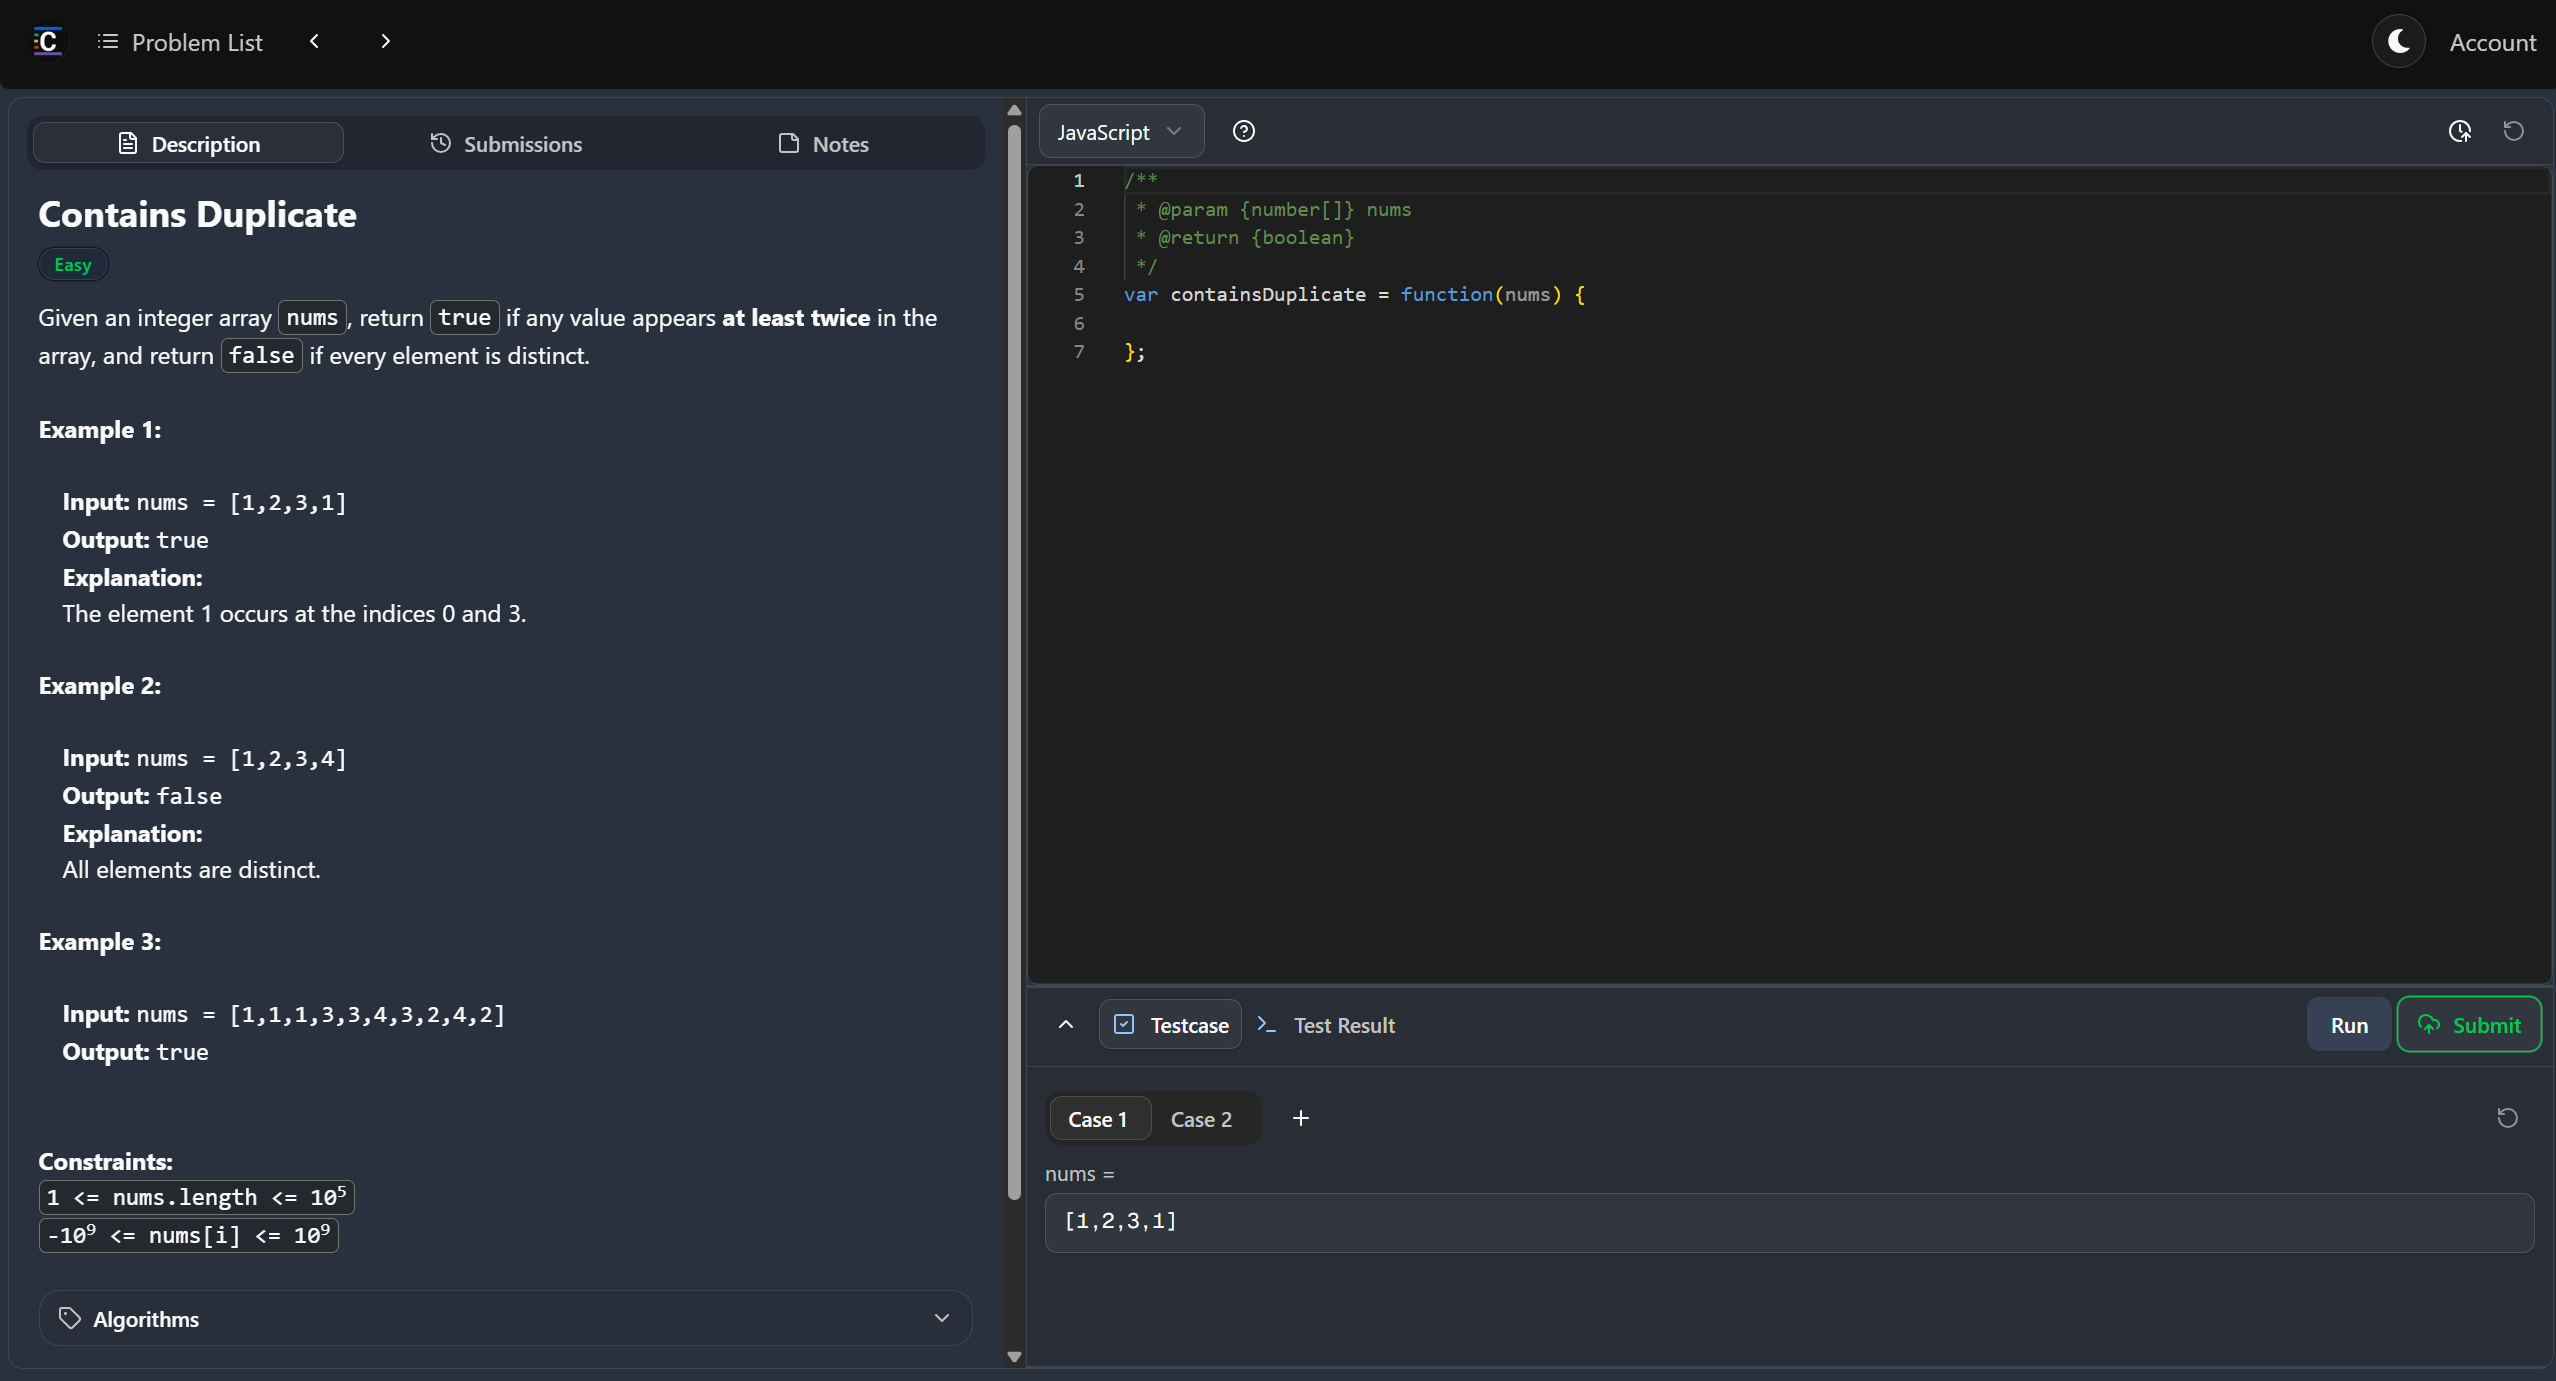 C Problem List
Account
Description Submissions Notes
Contains Duplicate
Easy
Given an integer array nums, return true if any value appears at least twice in the
array, and return false if every element is distinct.
Example 1:
Input: nums = [1,2,3,1]
Output: true
Explanation:
The element 1 occurs at the indices 0 and 3.
Example 2:
Input: nums = [1,2,3,4]
Output: false
Explanation:
All elements are distinct.
Example 3:
Input: nums = [1,1,1,3,3,4,3,2,4,2]
Output: true
Constraints:
1 <= nums.length <= 10⁵
-10⁹ <= nums[i] <= 10⁹
Algorithms
JavaScript
1 /**
2 * @param {number[]} nums
3 * @return {boolean}
4 */
5 var containsDuplicate = function(nums) {
6
7 };
Testcase Test Result Run Submit
Case 1 Case 2 +
nums =
[1,2,3,1]